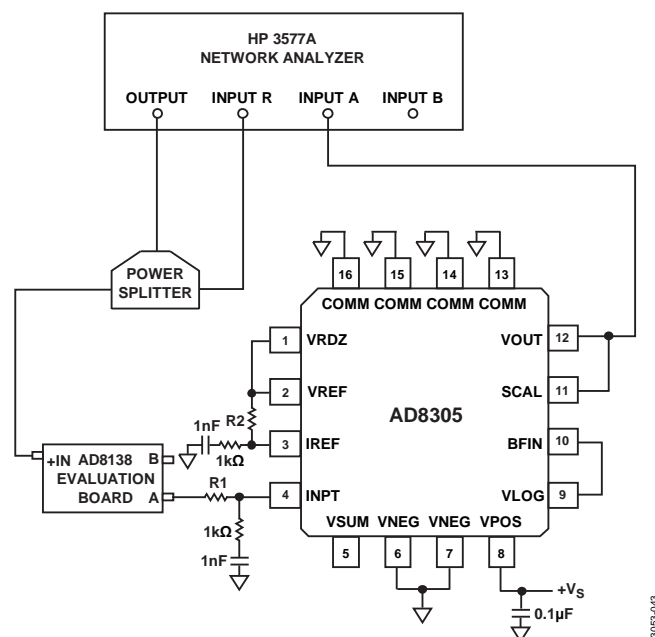 HP 3577A
NETWORK ANALYZER
OUTPUT INPUT R INPUT A INPUT B
POWER
SPLITTER
16 15 14 13
COMM COMM COMM COMM
1 VRDZ
2 VREF
3 IREF
4 INPT
VOUT 12
SCAL 11
BFIN 10
VLOG 9
AD8305
VSUM VNEG VNEG VPOS
5 6 7 8
R2
1nF
1kΩ
R1
1kΩ
1nF
+IN AD8138 B
EVALUATION
BOARD A
+VS
0.1µF